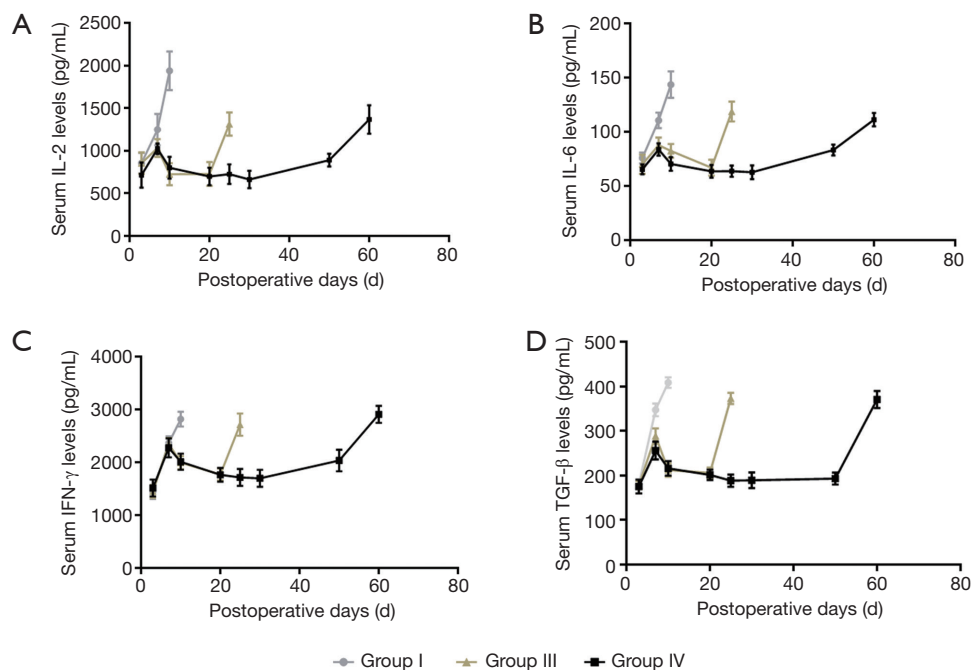 A
Serum IL-2 levels (pg/mL)
2500
2000
1500
1000
500
0
0 20 40 60 80
Postoperative days (d)
B
Serum IL-6 levels (pg/mL)
200
150
100
50
0
0 20 40 60 80
Postoperative days (d)
C
Serum IFN-γ levels (pg/mL)
4000
3000
2000
1000
0
0 20 40 60 80
Postoperative days (d)
D
Serum TGF-β levels (pg/mL)
500
400
300
200
100
0
0 20 40 60 80
Postoperative days (d)
Group I Group III Group IV